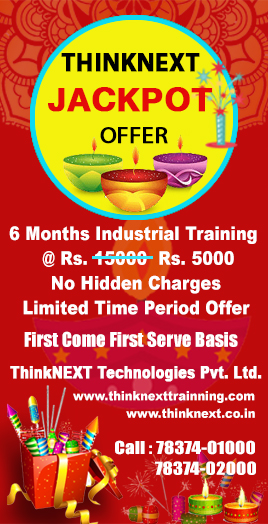 THINKNEXT
JACKPOT
OFFER
6 Months Industrial Training
@ Rs. 15000 Rs. 5000
No Hidden Charges
Limited Time Period Offer
First Come First Serve Basis
ThinkNEXT Technologies Pvt. Ltd.
www.thinknexttrainning.com
www.thinknext.co.in
Call : 78374-01000
78374-02000